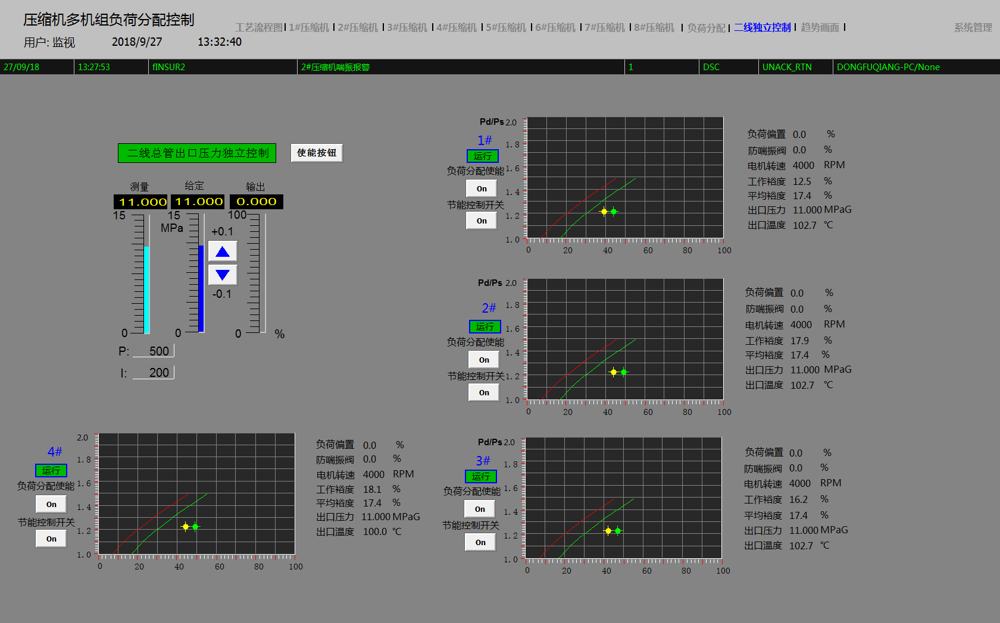 压缩机多机组负荷分配控制
工艺流程图 | 1#压缩机 | 2#压缩机 | 3#压缩机 | 4#压缩机 | 5#压缩机 | 6#压缩机 | 7#压缩机 | 8#压缩机 | 负荷分配 | 二线独立控制 | 趋势画面 | 系统管理
用户: 监视 2018/9/27 13:32:40
27/09/18 13:27:53 fINSUR2 2#压缩机喘振报警 1 DSC UNACK_RTN DONGFUQIANG-PC/None
二线总管出口压力独立控制 使能按钮
测量 给定 输出
11.000 11.000 0.000
15 15 100
MPa
+0.1
-0.1
0 0 0 %
P: 500
I: 200
Pd/Ps
1#
运行
负荷分配使能
On
节能控制开关
On
2.0
1.8
1.6
1.4
1.2
1.0
0 20 40 60 80 100
负荷偏置 0.0 %
防喘振阀 0.0 %
电机转速 4000 RPM
工作裕度 12.5 %
平均裕度 17.4 %
出口压力 11.000 MPaG
出口温度 102.7 ℃
Pd/Ps
2#
运行
负荷分配使能
On
节能控制开关
On
2.0
1.8
1.6
1.4
1.2
1.0
0 20 40 60 80 100
负荷偏置 0.0 %
防喘振阀 0.0 %
电机转速 4000 RPM
工作裕度 17.9 %
平均裕度 17.4 %
出口压力 11.000 MPaG
出口温度 102.7 ℃
4#
运行
负荷分配使能
On
节能控制开关
On
2.0
1.8
1.6
1.4
1.2
1.0
0 20 40 60 80 100
负荷偏置 0.0 %
防喘振阀 0.0 %
电机转速 4000 RPM
工作裕度 18.1 %
平均裕度 17.4 %
出口压力 11.000 MPaG
出口温度 100.0 ℃
Pd/Ps
3#
运行
负荷分配使能
On
节能控制开关
On
2.0
1.8
1.6
1.4
1.2
1.0
0 20 40 60 80 100
负荷偏置 0.0 %
防喘振阀 0.0 %
电机转速 4000 RPM
工作裕度 16.2 %
平均裕度 17.4 %
出口压力 11.000 MPaG
出口温度 102.7 ℃